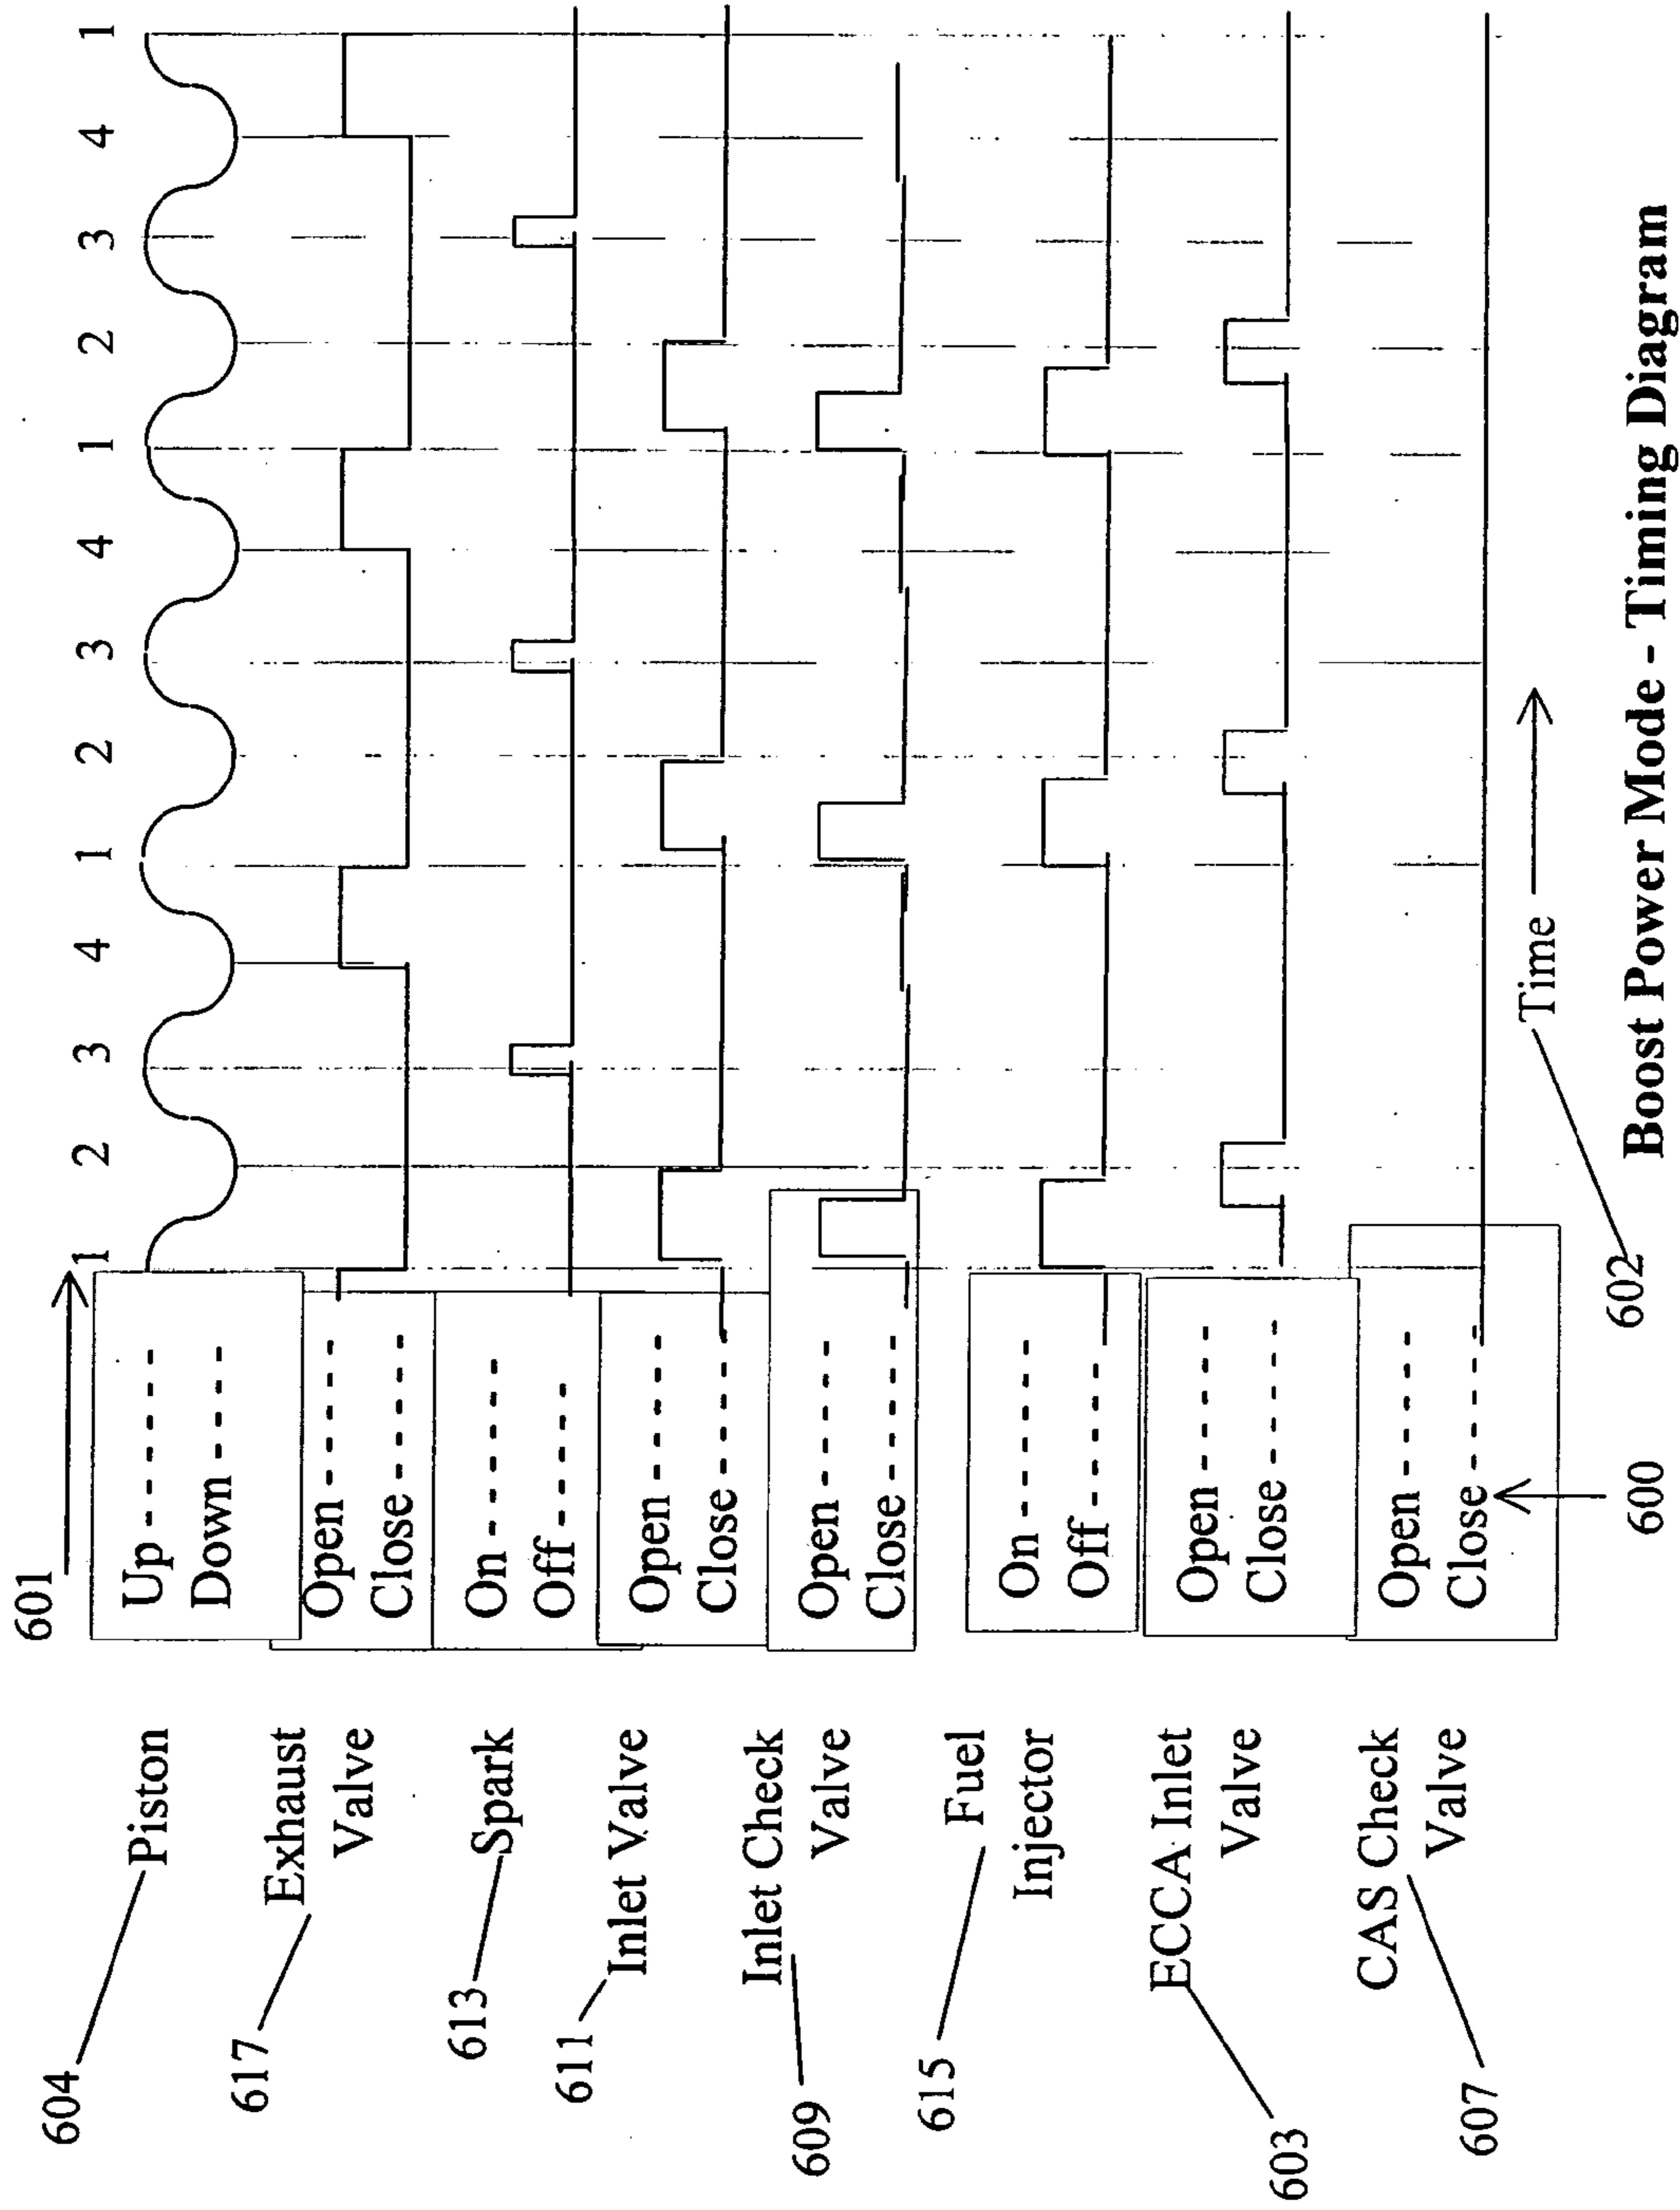 601
1 2 3 4 1 2 3 4 1 2 3 4 1
604 Piston
Up
Down
617 Exhaust
Valve
Open
Close
613 Spark
On
Off
611 Inlet Valve
Open
Close
609 Inlet Check
Valve
Open
Close
615 Fuel
Injector
On
Off
603 ECCA Inlet
Valve
Open
Close
607 CAS Check
Valve
Open
Close
600
602 Time
Boost Power Mode - Timing Diagram